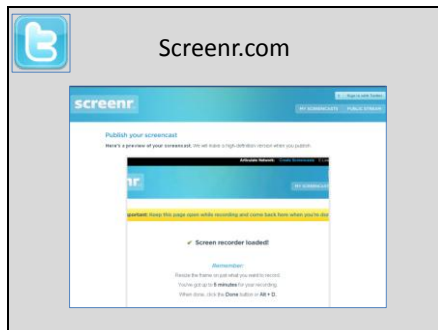 Screenr.com
Sign in with Twitter
screenr
MY SCREENCASTS PUBLIC STREAM
Publish your screencast
Here's a preview of your screencast. We will make a high-definition version when you publish.
Articulate Network: Create Screencasts
nr
MY SCREENCASTS
important: Keep this page open while recording and come back here when you're do
✔ Screen recorder loaded!
Remember:
Resize the frame on put what you want to record.
You've got up to 5 minutes for your recording.
When done, click the Done button or Alt + D.